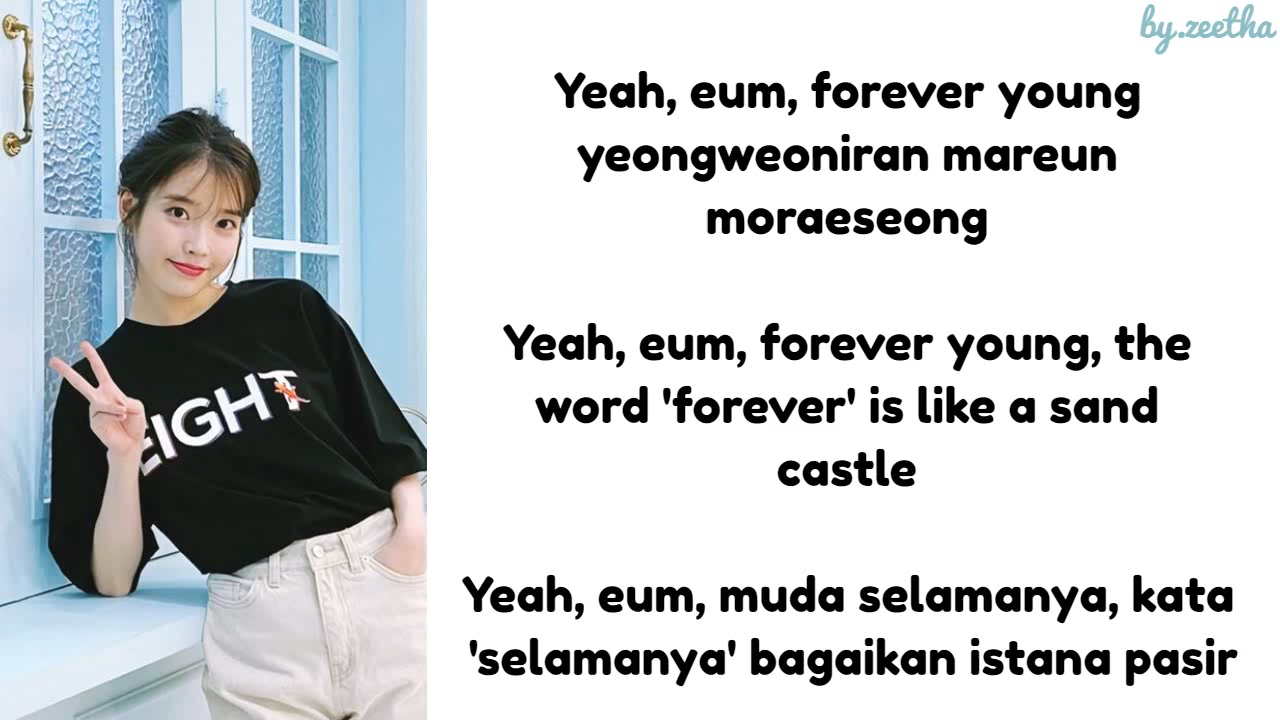 by.zeetha
Yeah, eum, forever young
yeongweoniran mareun
moraeseong
Yeah, eum, forever young, the
word 'forever' is like a sand
castle
Yeah, eum, muda selamanya, kata
'selamanya' bagaikan istana pasir
EIGHT